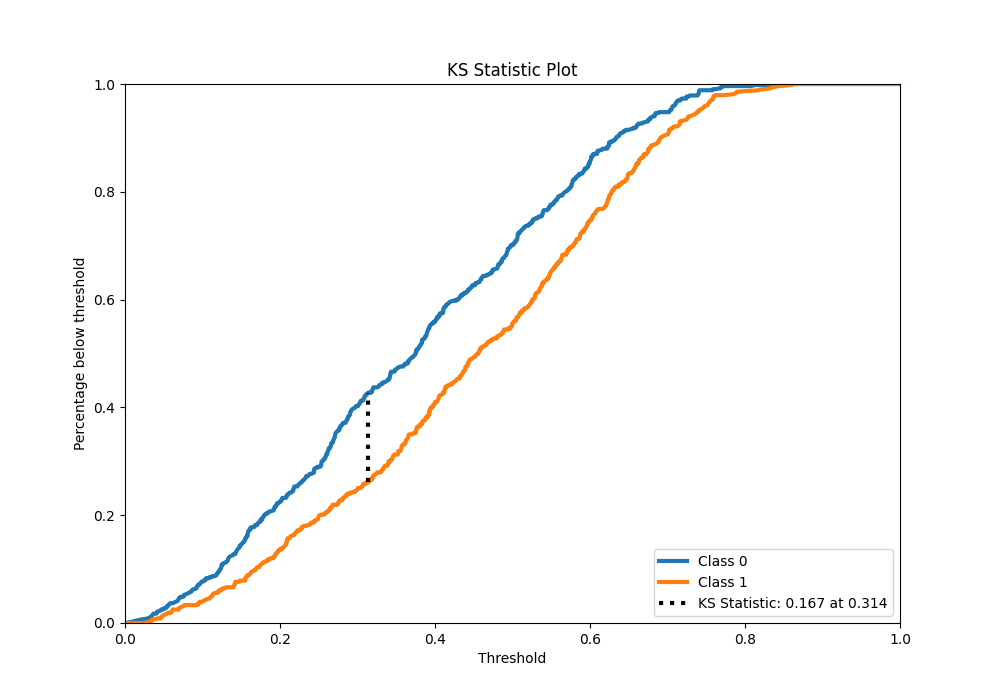 KS Statistic Plot
1.0
0.8
0.6
0.4
0.2
0.0
Percentage below threshold
0.0 0.2 0.4 0.6 0.8 1.0
Threshold
Class 0
Class 1
KS Statistic: 0.167 at 0.314